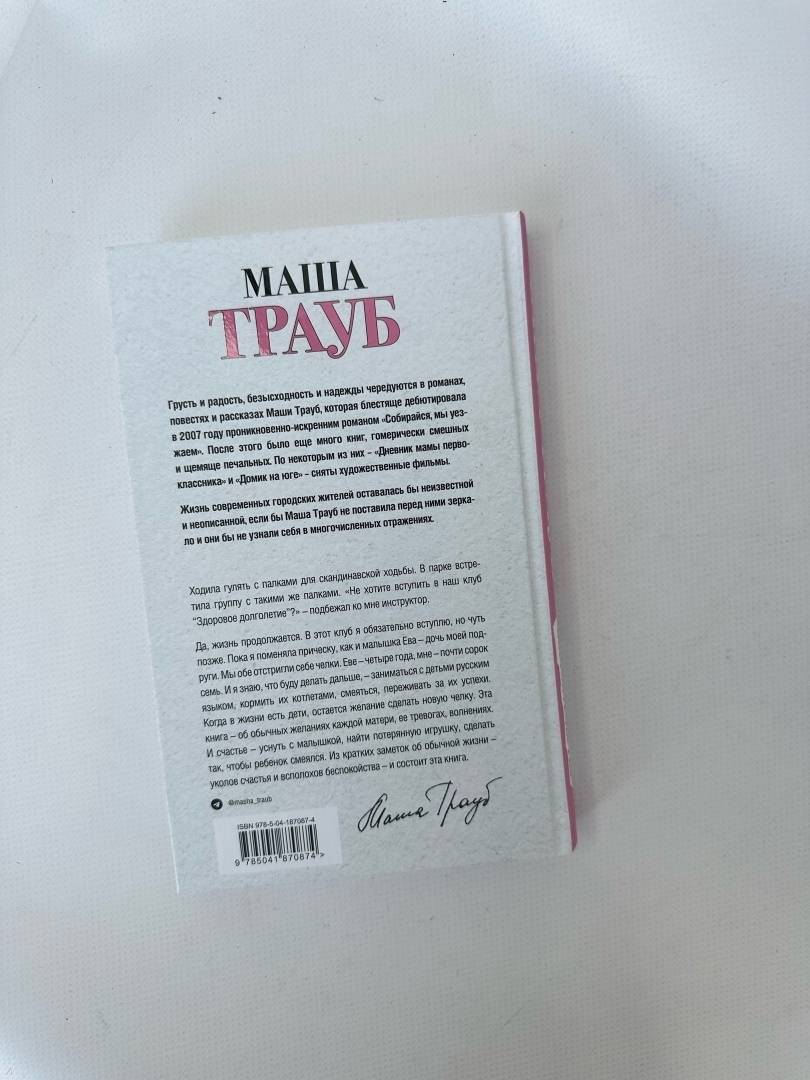 МАША
ТРАУБ
Грусть и радость, безысходность и надежды чередуются в романах,
повестях и рассказах Маши Трауб, которая блестяще дебютировала
в 2007 году проникновенно-искренним романом «Собирайся, мы уез-
жаем». После этого было еще много книг, гомерически смешных
и щемяще печальных. По некоторым из них – «Дневник мамы перво-
классника» и «Домик на юге» – сняты художественные фильмы.
Жизнь современных городских жителей оставалась бы неизвестной
и неописанной, если бы Маша Трауб не поставила перед ними зерка-
ло и они бы не узнали себя в многочисленных отражениях.
Ходила гулять с палками для скандинавской ходьбы. В парке встре-
тила группу с такими же палками. «Не хотите вступить в наш клуб
“Здоровое долголетие”?» – подбежал ко мне инструктор.
Да, жизнь продолжается. В этот клуб я обязательно вступлю, но чуть
позже. Пока я поменяла прическу, как и малышка Ева – дочь моей под-
руги. Мы обе отстригли себе челки. Еве – четыре года, мне – почти сорок
семь. И я знаю, что буду делать дальше, – заниматься с детьми русским
языком, кормить их котлетами, смеяться, переживать за их успехи.
Когда в жизни есть дети, остается желание сделать новую челку. Эта
книга – об обычных желаниях каждой матери, ее тревогах, волнениях.
И счастье – уснуть с малышкой, найти потерянную игрушку, сделать
так, чтобы ребенок смеялся. Из кратких заметок об обычной жизни –
уколов счастья и всполохов беспокойства – и состоит эта книга.
@masha_traub
Маша Трауб
ISBN 978-5-04-187087-4
9 785041 870874 >